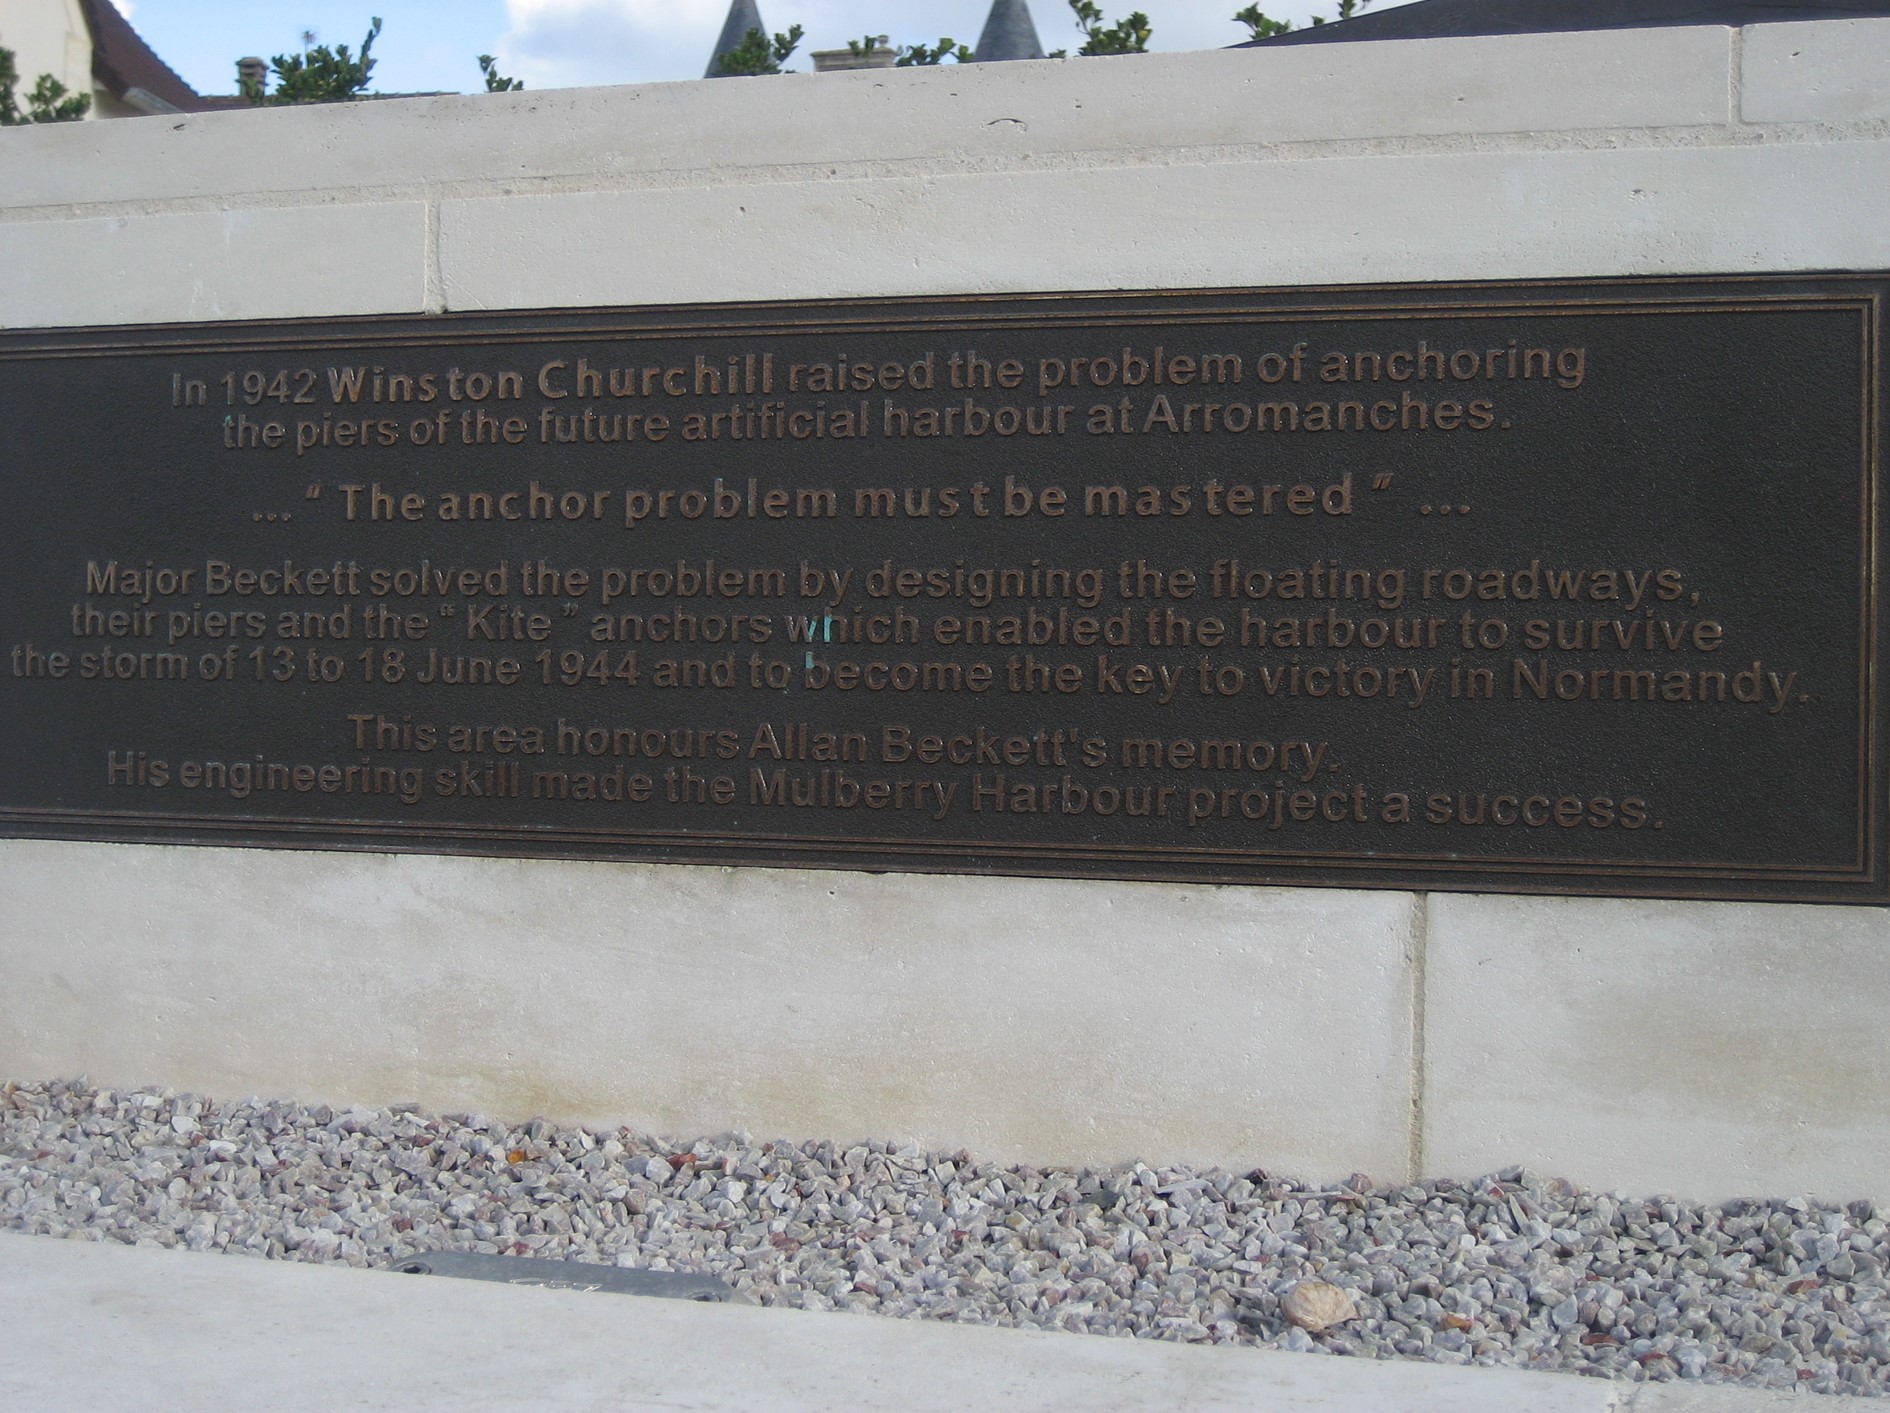 In 1942 Winston Churchill raised the problem of anchoring
the piers of the future artificial harbour at Arromanches.
... " The anchor problem must be mastered " ...
Major Beckett solved the problem by designing the floating roadways,
their piers and the " Kite " anchors which enabled the harbour to survive
the storm of 13 to 18 June 1944 and to become the key to victory in Normandy.
This area honours Allan Beckett's memory.
His engineering skill made the Mulberry Harbour project a success.